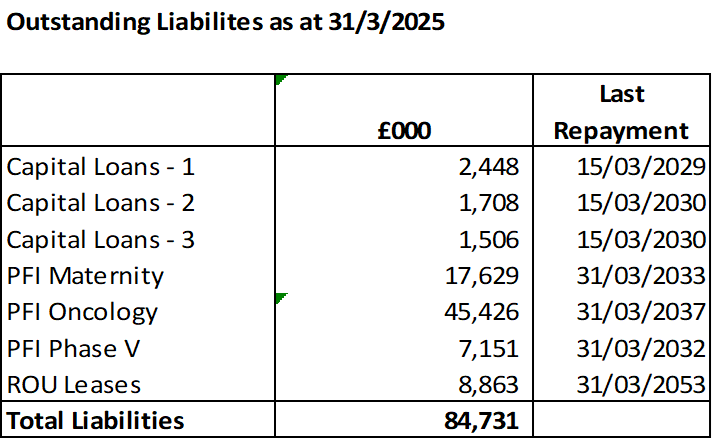 Outstanding Liabilites as at 31/3/2025
£000 Last Repayment
Capital Loans - 1 2,448 15/03/2029
Capital Loans - 2 1,708 15/03/2030
Capital Loans - 3 1,506 15/03/2030
PFI Maternity 17,629 31/03/2033
PFI Oncology 45,426 31/03/2037
PFI Phase V 7,151 31/03/2032
ROU Leases 8,863 31/03/2053
Total Liabilities 84,731